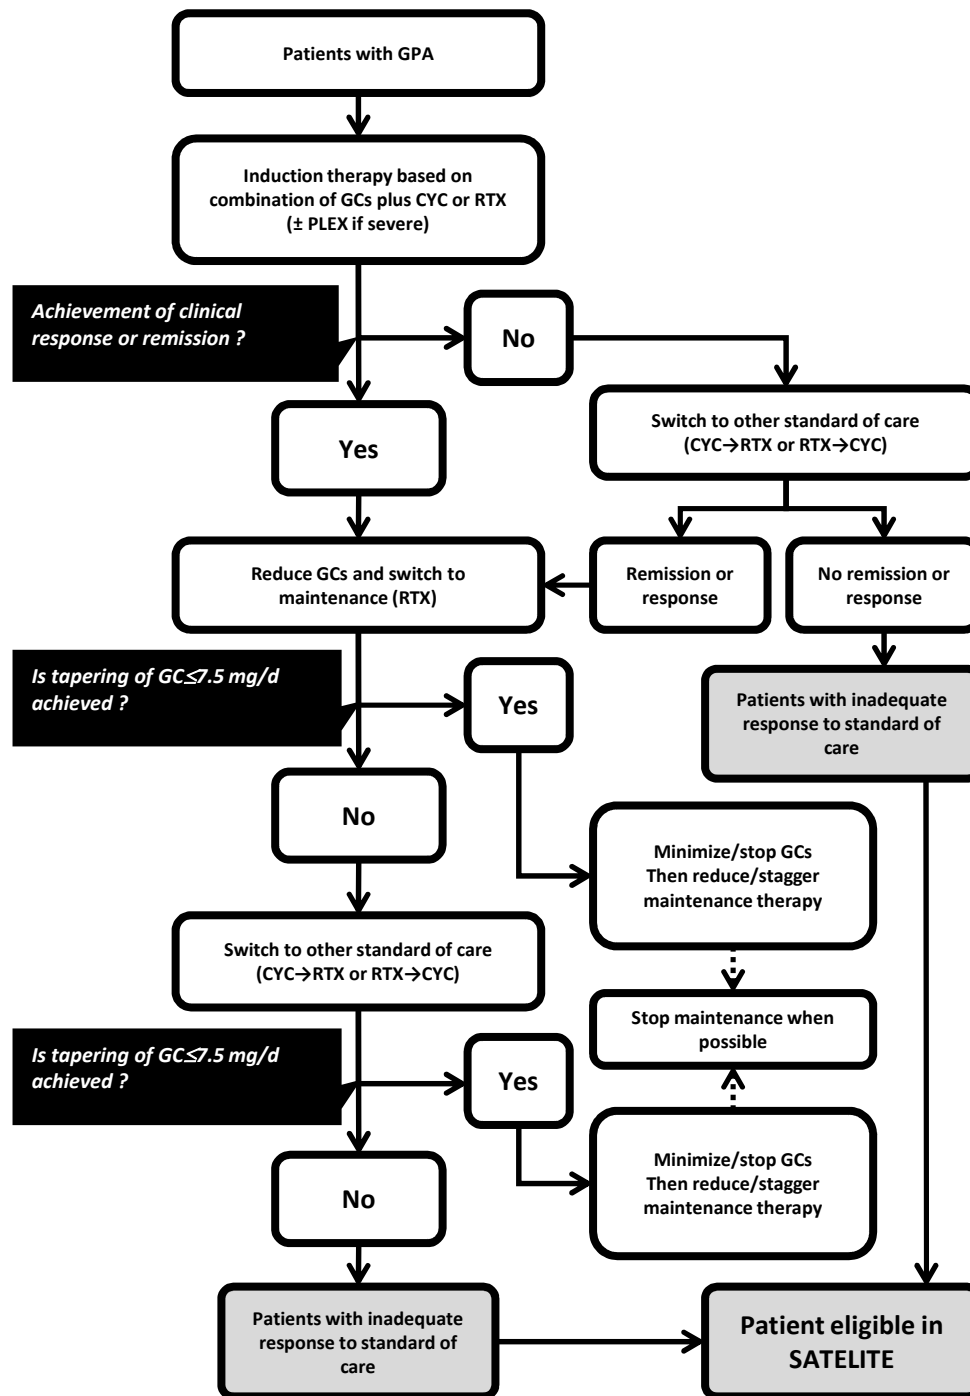 Patients with GPA
Induction therapy based on
combination of GCs plus CYC or RTX
(± PLEX if severe)
Achievement of clinical
response or remission ?
No
Yes
Switch to other standard of care
(CYC→RTX or RTX→CYC)
Reduce GCs and switch to
maintenance (RTX)
Remission or
response
No remission or
response
Is tapering of GC≤7.5 mg/d
achieved ?
Yes
Patients with inadequate
response to standard of
care
No
Minimize/stop GCs
Then reduce/stagger
maintenance therapy
Switch to other standard of care
(CYC→RTX or RTX→CYC)
Stop maintenance when
possible
Is tapering of GC≤7.5 mg/d
achieved ?
Yes
Minimize/stop GCs
Then reduce/stagger
maintenance therapy
No
Patients with inadequate
response to standard of
care
Patient eligible in
SATELITE